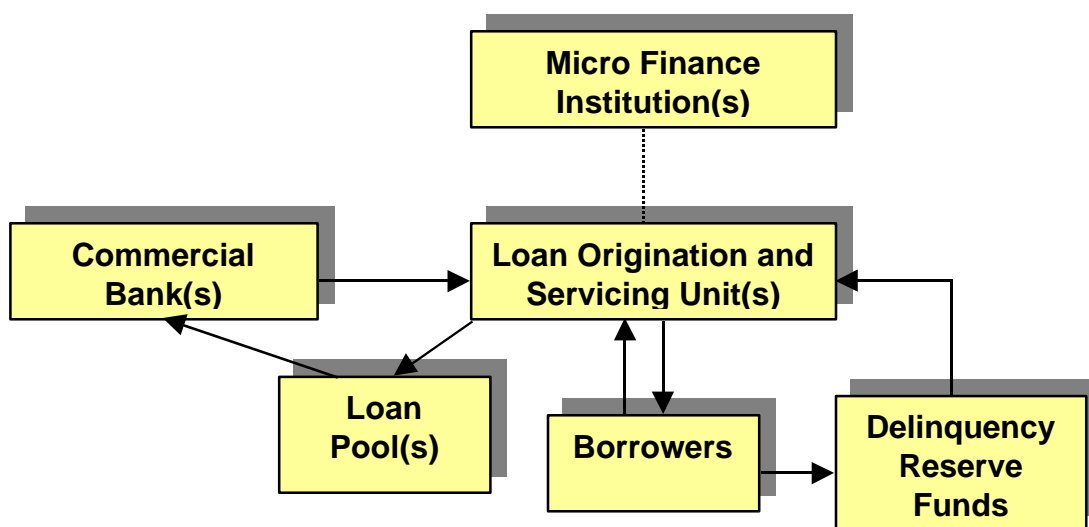 Micro Finance
Institution(s)
Commercial
Bank(s)
Loan Origination and
Servicing Unit(s)
Loan
Pool(s)
Borrowers
Delinquency
Reserve
Funds